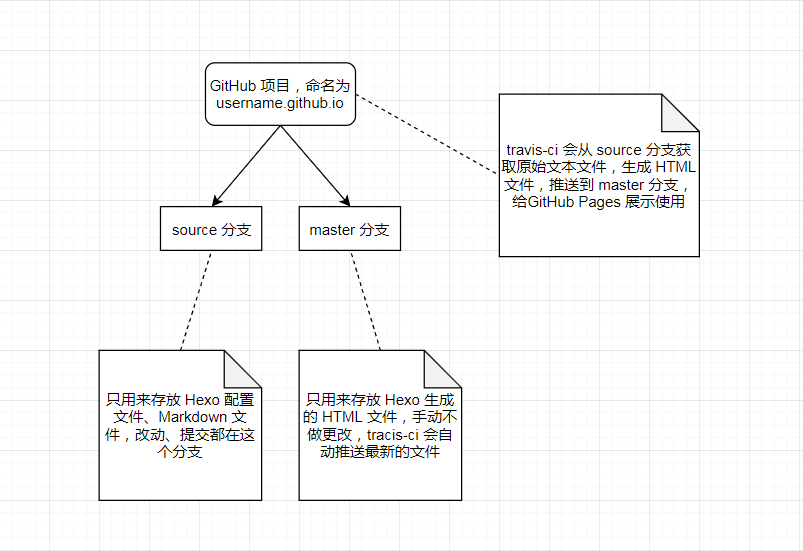 GitHub 项目，命名为
username.github.io
travis-ci 会从 source 分支获
取原始文本文件，生成 HTML
文件，推送到 master 分支，
给GitHub Pages 展示使用
source 分支
master 分支
只用来存放 Hexo 配置
文件、Markdown 文
件，改动、提交都在这
个分支
只用来存放 Hexo 生成
的 HTML 文件，手动不
做更改，tracis-ci 会自
动推送最新的文件